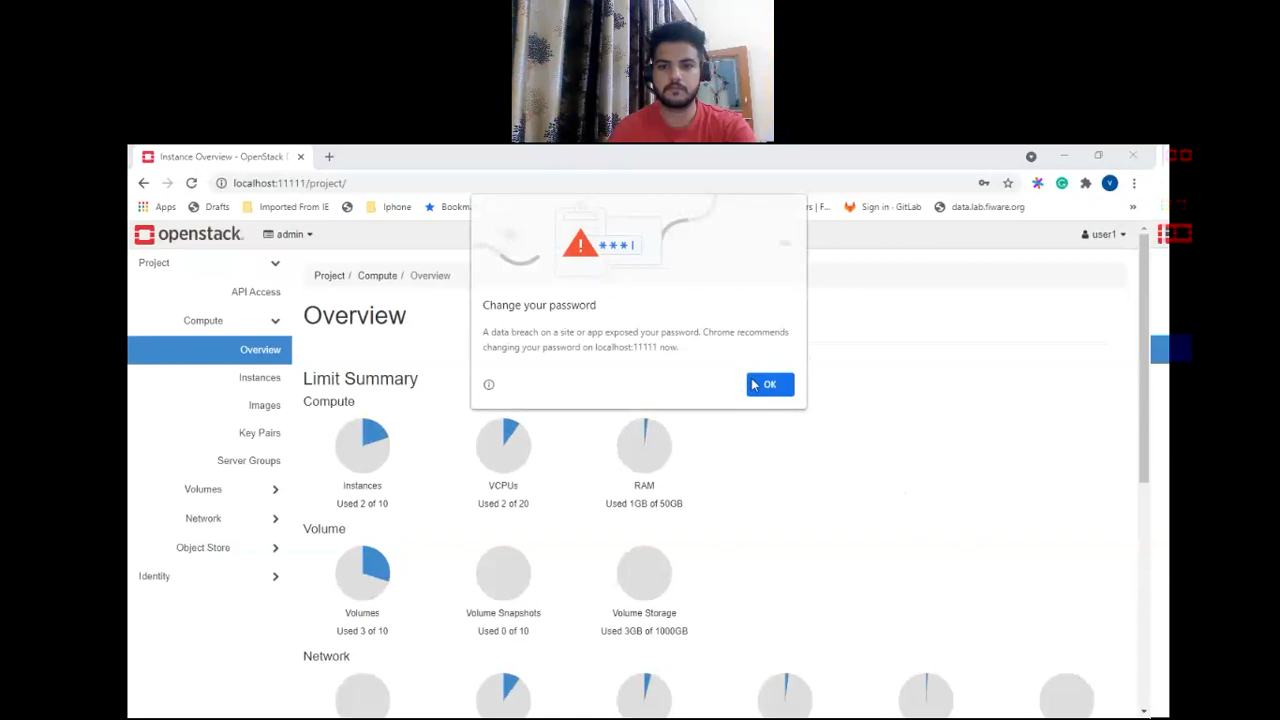 Instance Overview - OpenStack
localhost:11111/project/
Apps
Drafts
Imported From IE
Iphone
Bookma
Sign in · GitLab
data.lab.fiware.org
»
openstack.
admin
user1
Project
API Access
Compute
Overview
Instances
Images
Key Pairs
Server Groups
Volumes
Network
Object Store
Identity
Project / Compute / Overview
Overview
! ***|
Change your password
A data breach on a site or app exposed your password. Chrome recommends
changing your password on localhost:11111 now.
OK
Limit Summary
Compute
Instances
Used 2 of 10
VCPUs
Used 2 of 20
RAM
Used 1GB of 50GB
Volume
Volumes
Used 3 of 10
Volume Snapshots
Used 0 of 10
Volume Storage
Used 3GB of 1000GB
Network